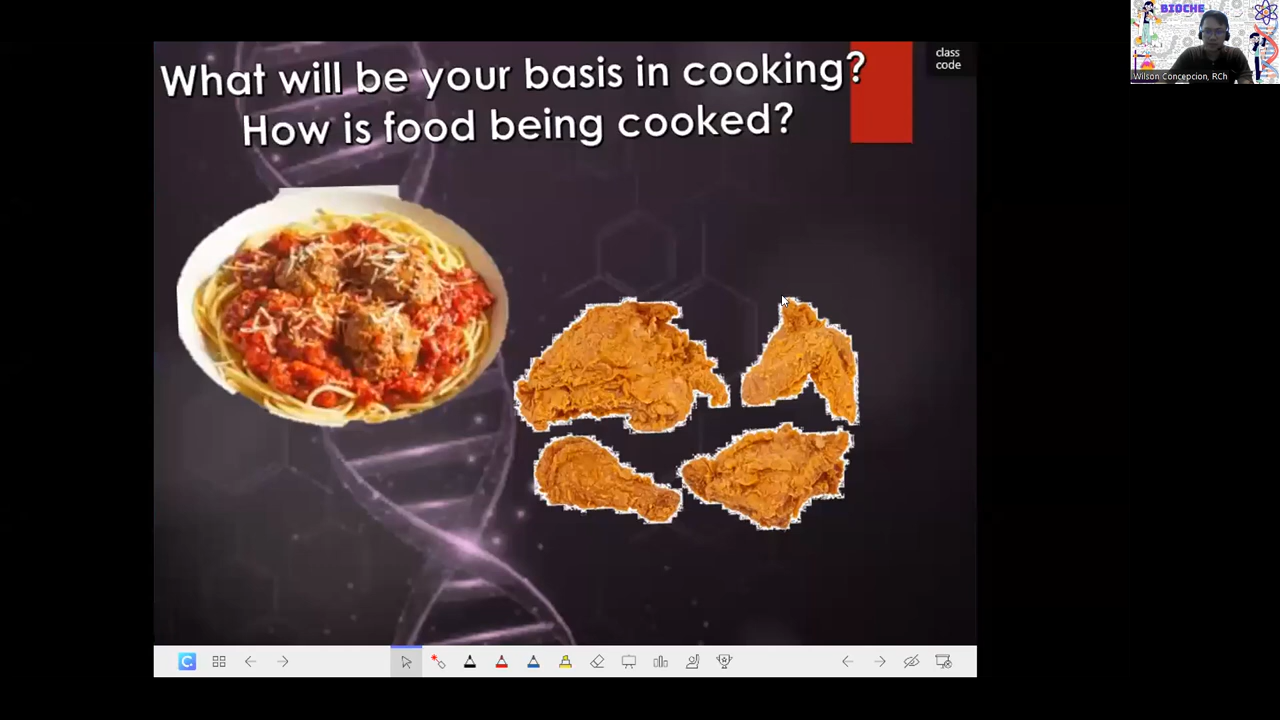 BIOCHE
Wilson Concepcion, RCh
class
code
What will be your basis in cooking?
How is food being cooked?